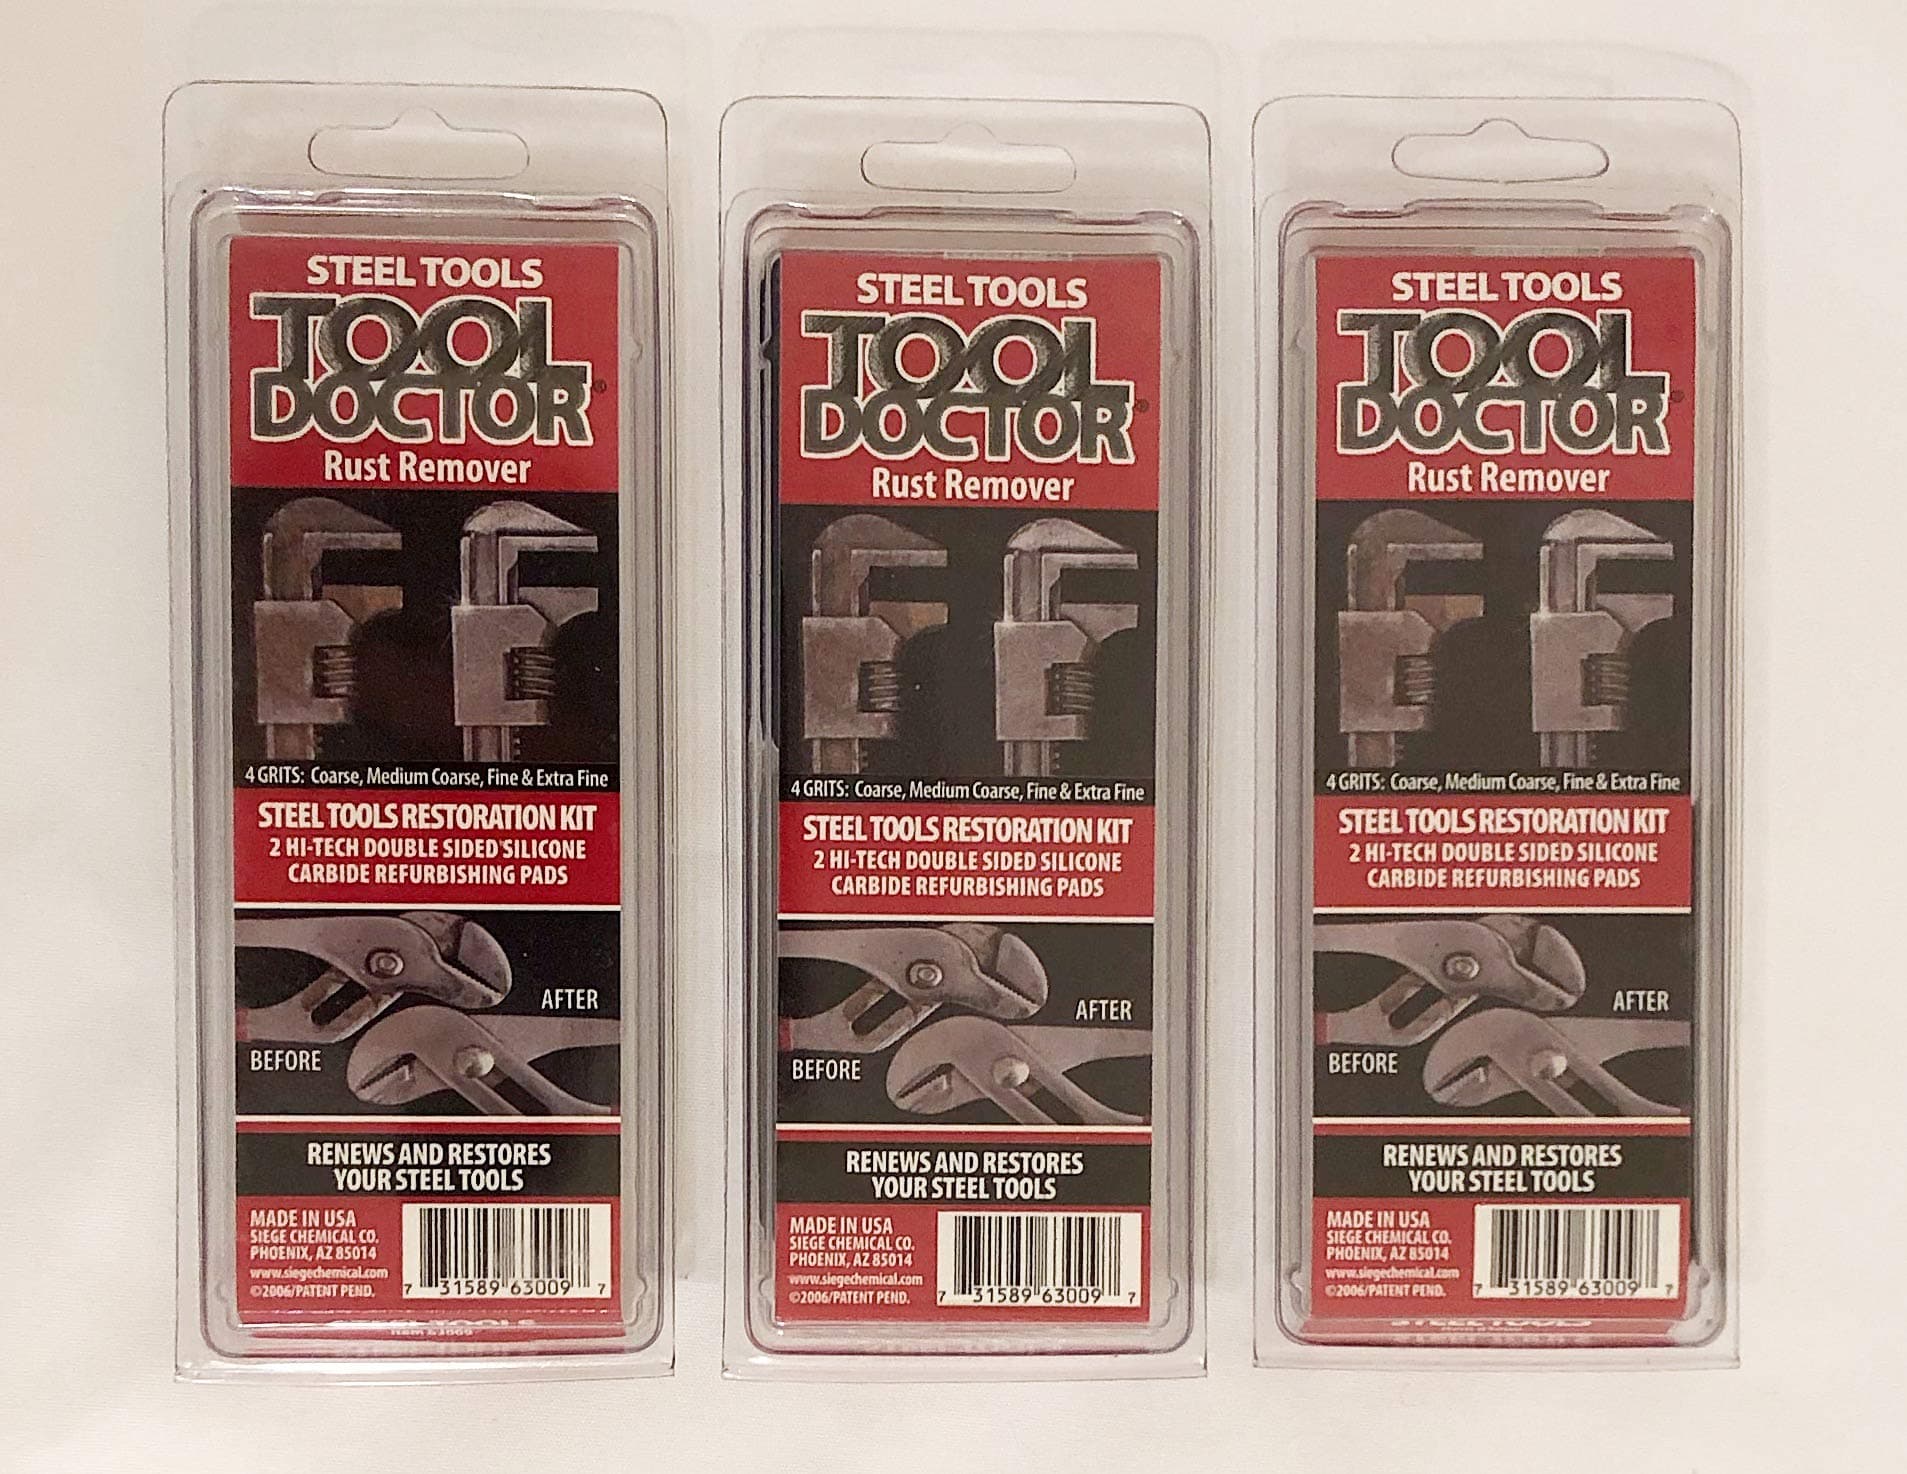 STEEL TOOLS
TOOL
DOCTOR®
Rust Remover
4 GRITS: Coarse, Medium Coarse, Fine & Extra Fine
STEEL TOOLS RESTORATION KIT
2 HI-TECH DOUBLE SIDED SILICONE
CARBIDE REFURBISHING PADS
AFTER
BEFORE
RENEWS AND RESTORES
YOUR STEEL TOOLS
MADE IN USA
SIEGE CHEMICAL CO.
PHOENIX, AZ 85014
www.siegechemical.com
©2006/PATENT PEND.
7 31589 63009 7
STEEL TOOLS
Item 63009
STEEL TOOLS
TOOL
DOCTOR®
Rust Remover
4 GRITS: Coarse, Medium Coarse, Fine & Extra Fine
STEEL TOOLS RESTORATION KIT
2 HI-TECH DOUBLE SIDED SILICONE
CARBIDE REFURBISHING PADS
AFTER
BEFORE
RENEWS AND RESTORES
YOUR STEEL TOOLS
MADE IN USA
SIEGE CHEMICAL CO.
PHOENIX, AZ 85014
www.siegechemical.com
©2006/PATENT PEND.
7 31589 63009 7
STEEL TOOLS
TOOL
DOCTOR®
Rust Remover
4 GRITS: Coarse, Medium Coarse, Fine & Extra Fine
STEEL TOOLS RESTORATION KIT
2 HI-TECH DOUBLE SIDED SILICONE
CARBIDE REFURBISHING PADS
AFTER
BEFORE
RENEWS AND RESTORES
YOUR STEEL TOOLS
MADE IN USA
SIEGE CHEMICAL CO.
PHOENIX, AZ 85014
www.siegechemical.com
©2006/PATENT PEND.
7 31589 63009 7
STEEL TOOLS